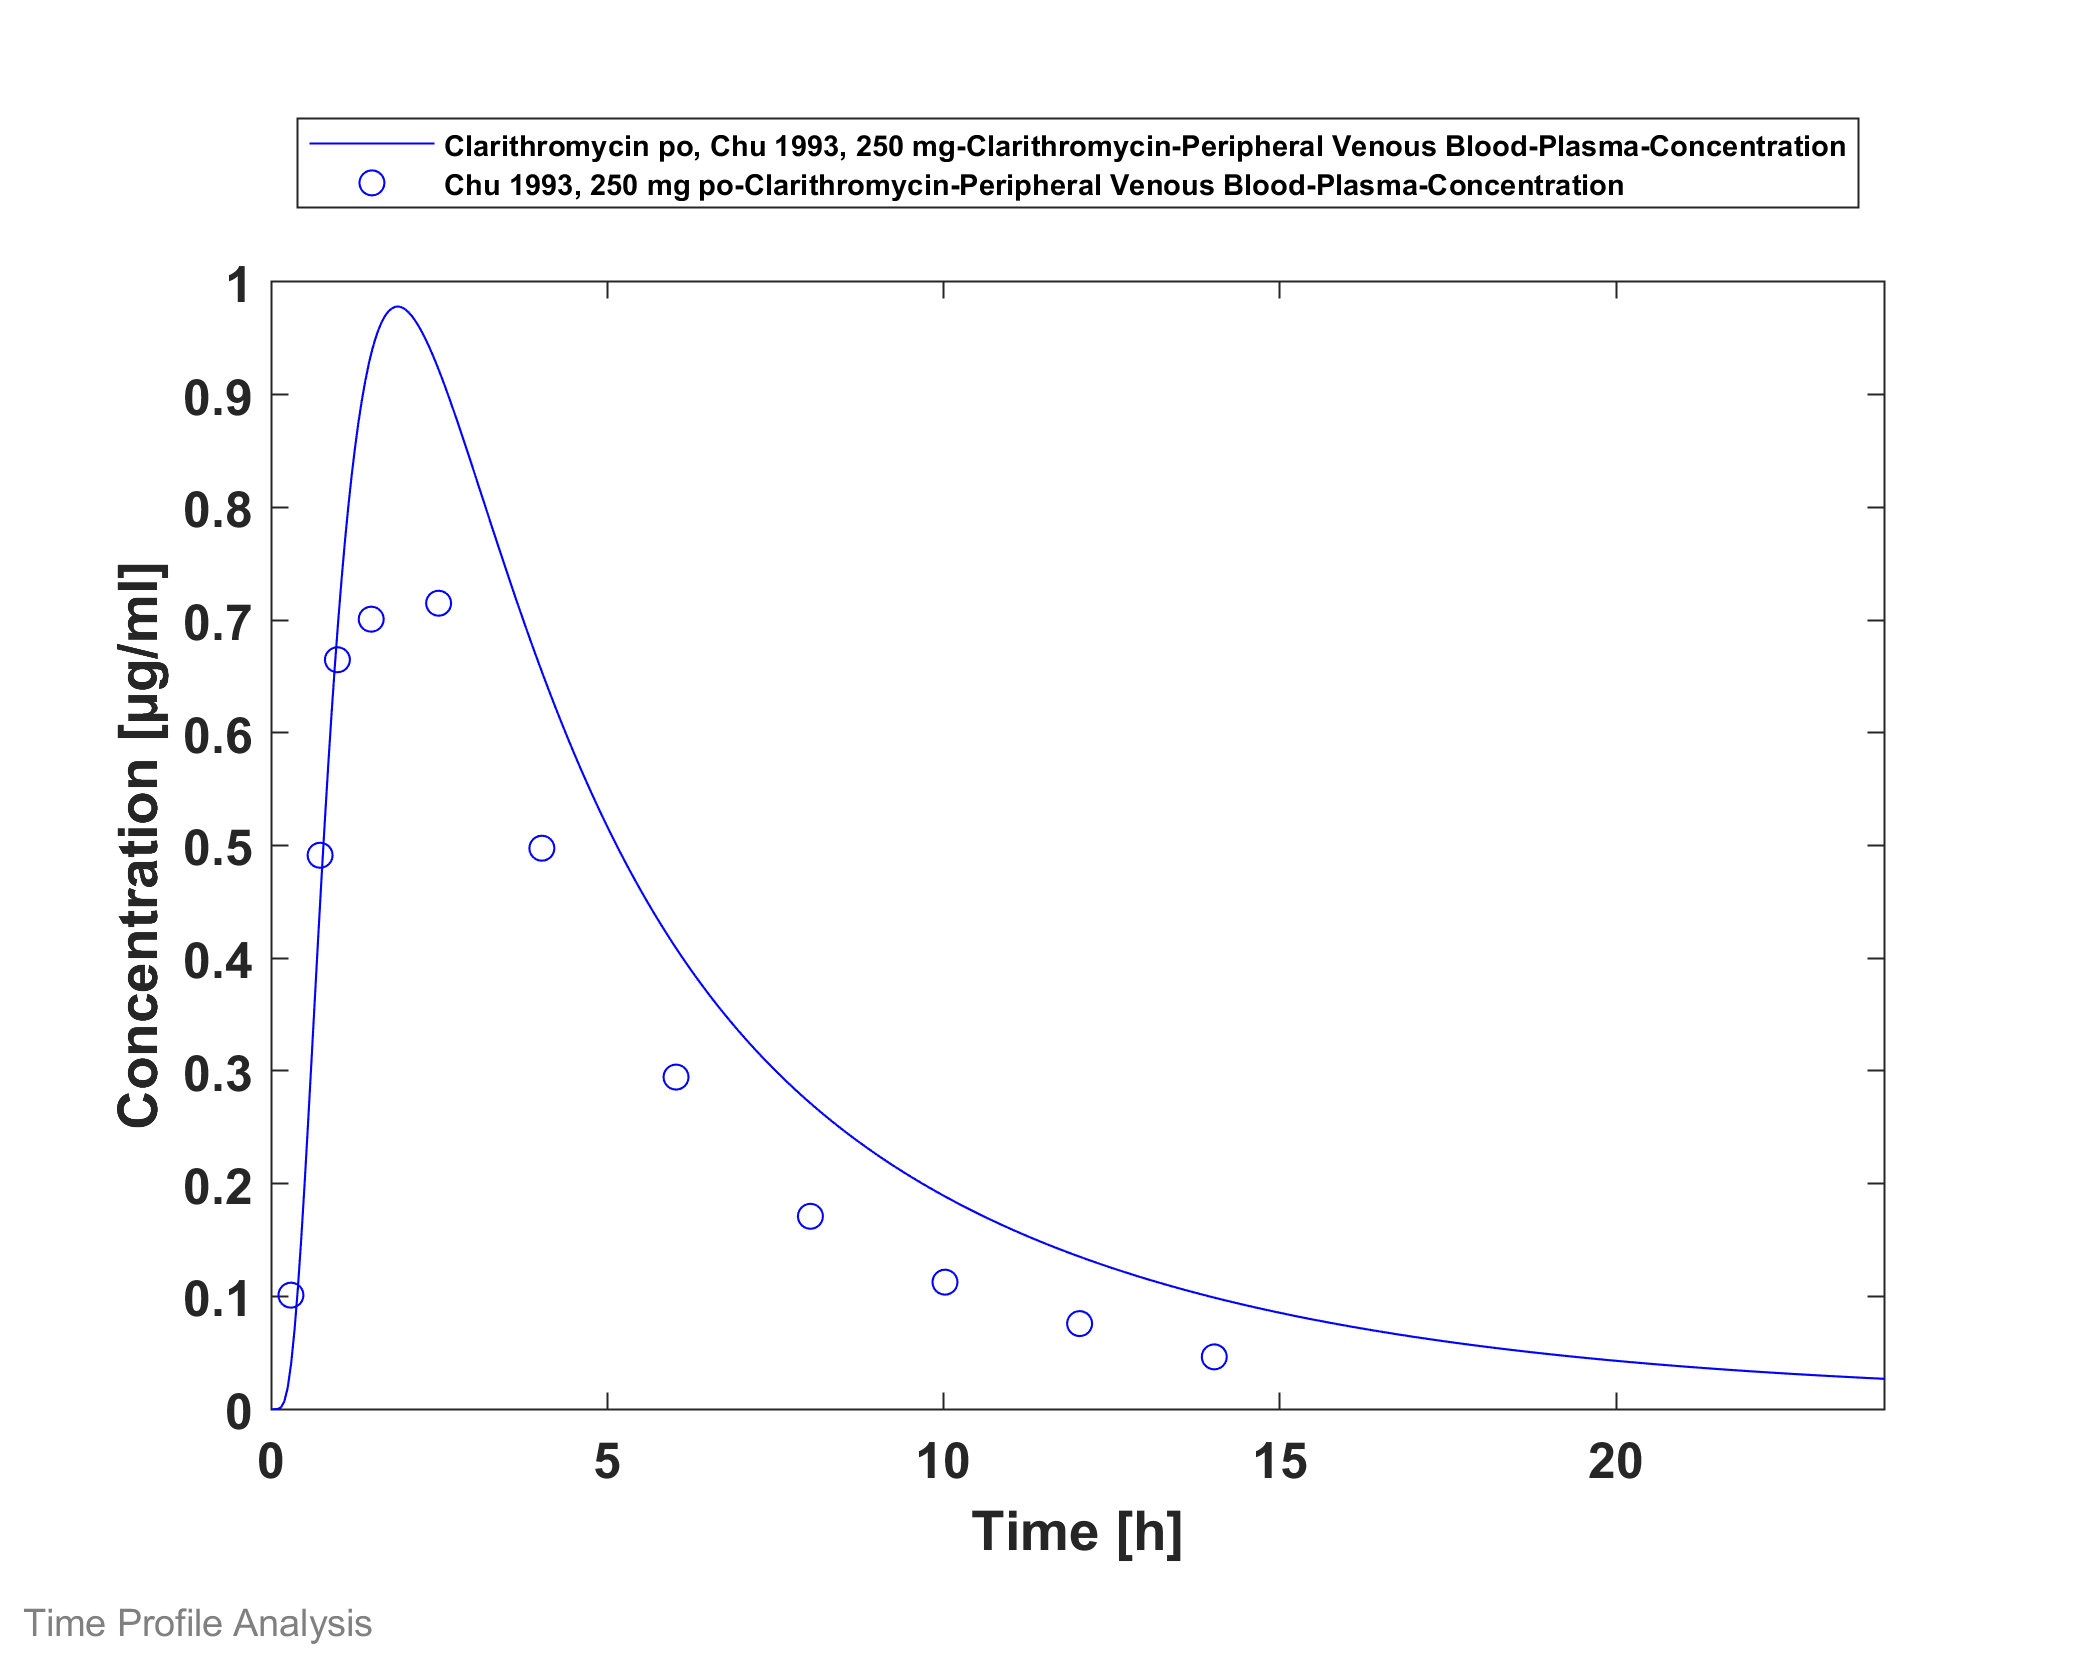 Clarithromycin po, Chu 1993, 250 mg-Clarithromycin-Peripheral Venous Blood-Plasma-Concentration
Chu 1993, 250 mg po-Clarithromycin-Peripheral Venous Blood-Plasma-Concentration
1
0.9
0.8
0.7
0.6
0.5
0.4
0.3
0.2
0.1
0
Concentration [µg/ml]
0 5 10 15 20
Time [h]
Time Profile Analysis